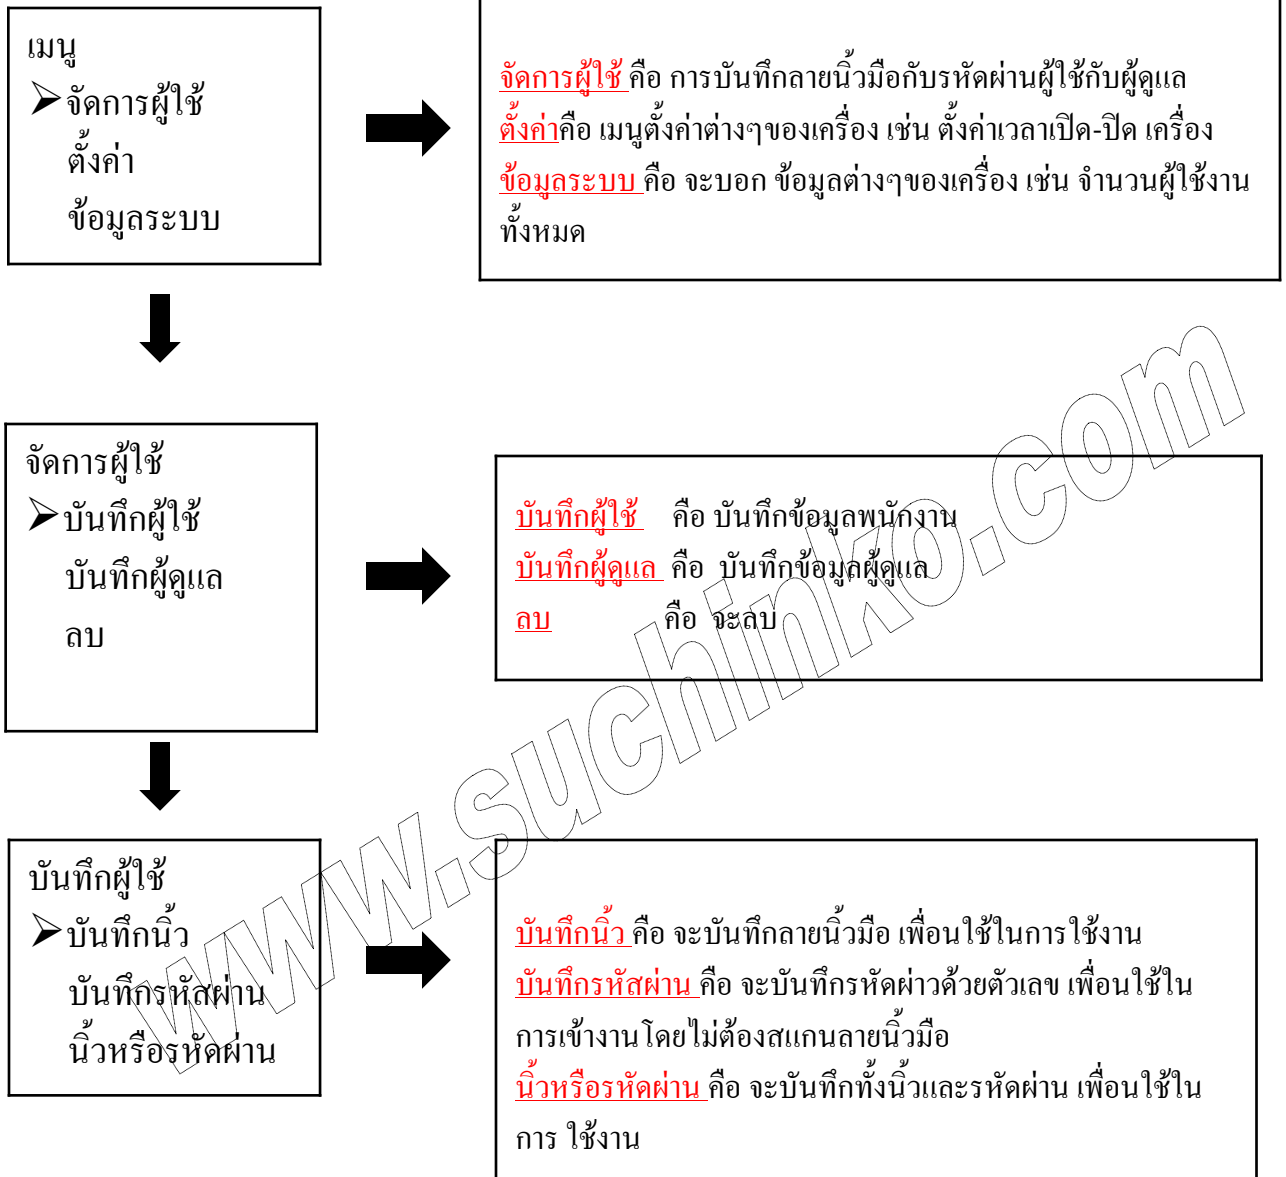 เมนู
จัดการผู้ใช้
ตั้งค่า
ข้อมูลระบบ
จัดการผู้ใช้ คือ การบันทึกลายนิ้วมือกับรหัดผ่านผู้ใช้กับผู้ดูแล
ตั้งค่าคือ เมนูตั้งค่าต่างๆของเครื่อง เช่น ตั้งค่าเวลาเปิด-ปิด เครื่อง
ข้อมูลระบบ คือ จะบอก ข้อมูลต่างๆของเครื่อง เช่น จำนวนผู้ใช้งาน
ทั้งหมด
จัดการผู้ใช้
บันทึกผู้ใช้
บันทึกผู้ดูแล
ลบ
บันทึกผู้ใช้ คือ บันทึกข้อมูลพนักงาน
บันทึกผู้ดูแล คือ บันทึกข้อมูลผู้ดูแล
ลบ คือ จะลบ
บันทึกผู้ใช้
บันทึกนิ้ว
บันทึกรหัสผ่าน
นิ้วหรือรหัดผ่าน
บันทึกนิ้ว คือ จะบันทึกลายนิ้วมือ เพื่อนใช้ในการใช้งาน
บันทึกรหัสผ่าน คือ จะบันทึกรหัดผ่าวด้วยตัวเลข เพื่อนใช้ใน
การเข้างานโดยไม่ต้องสแกนลายนิ้วมือ
นิ้วหรือรหัดผ่าน คือ จะบันทึกทั้งนิ้วและรหัดผ่าน เพื่อนใช้ใน
การ ใช้งาน
www.suchinko.com